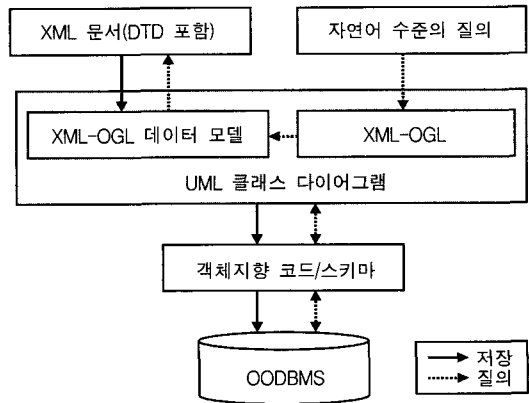 XML 문서(DTD 포함)
자연어 수준의 질의
XML-OGL 데이터 모델
XML-OGL
UML 클래스 다이어그램
객체지향 코드/스키마
OODBMS
저장
질의